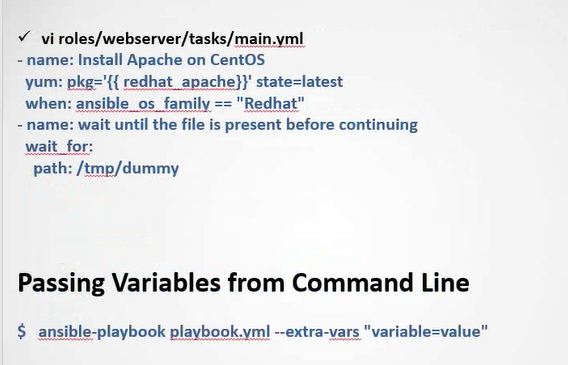 ✓ vi roles/webserver/tasks/main.yml
- name: Install Apache on CentOS
yum: pkg='{{ redhat_apache}}' state=latest
when: ansible_os_family == "Redhat"
- name: wait until the file is present before continuing
wait_for:
path: /tmp/dummy
Passing Variables from Command Line
$ ansible-playbook playbook.yml --extra-vars "variable=value"